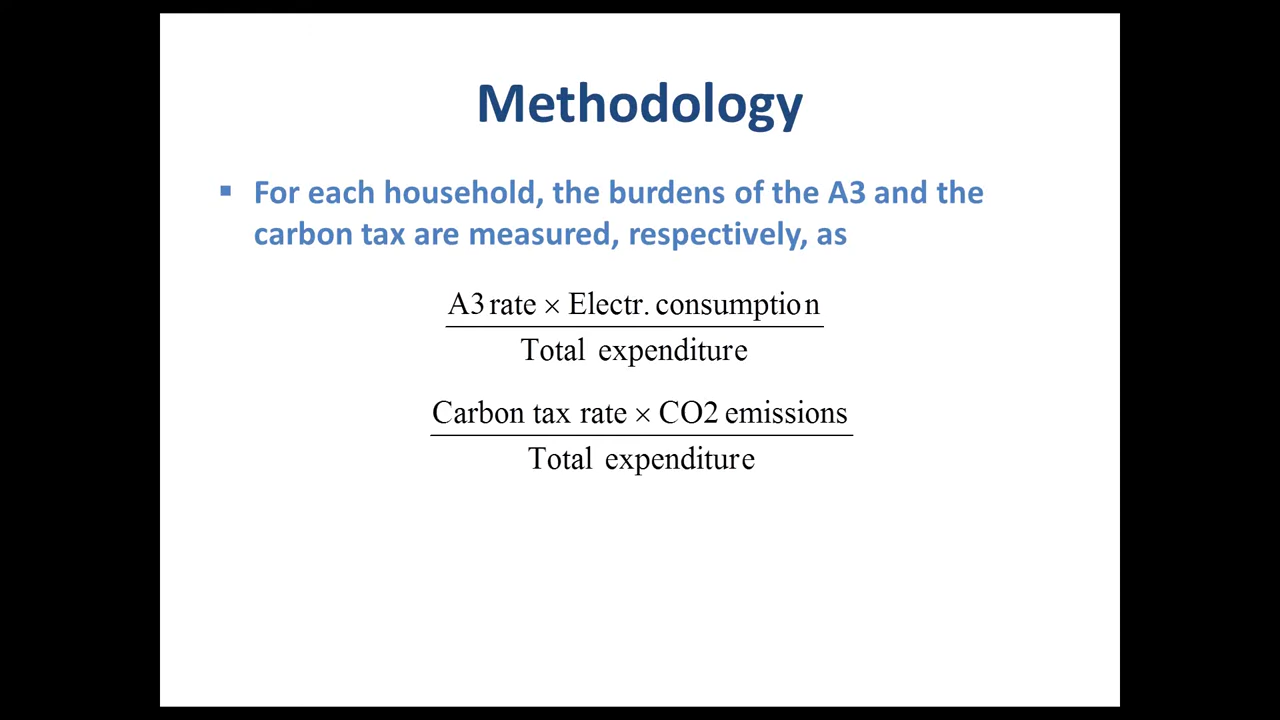 Methodology
▪ For each household, the burdens of the A3 and the
carbon tax are measured, respectively, as
A3 rate × Electr. consumption
Total expenditure
Carbon tax rate × CO2 emissions
Total expenditure